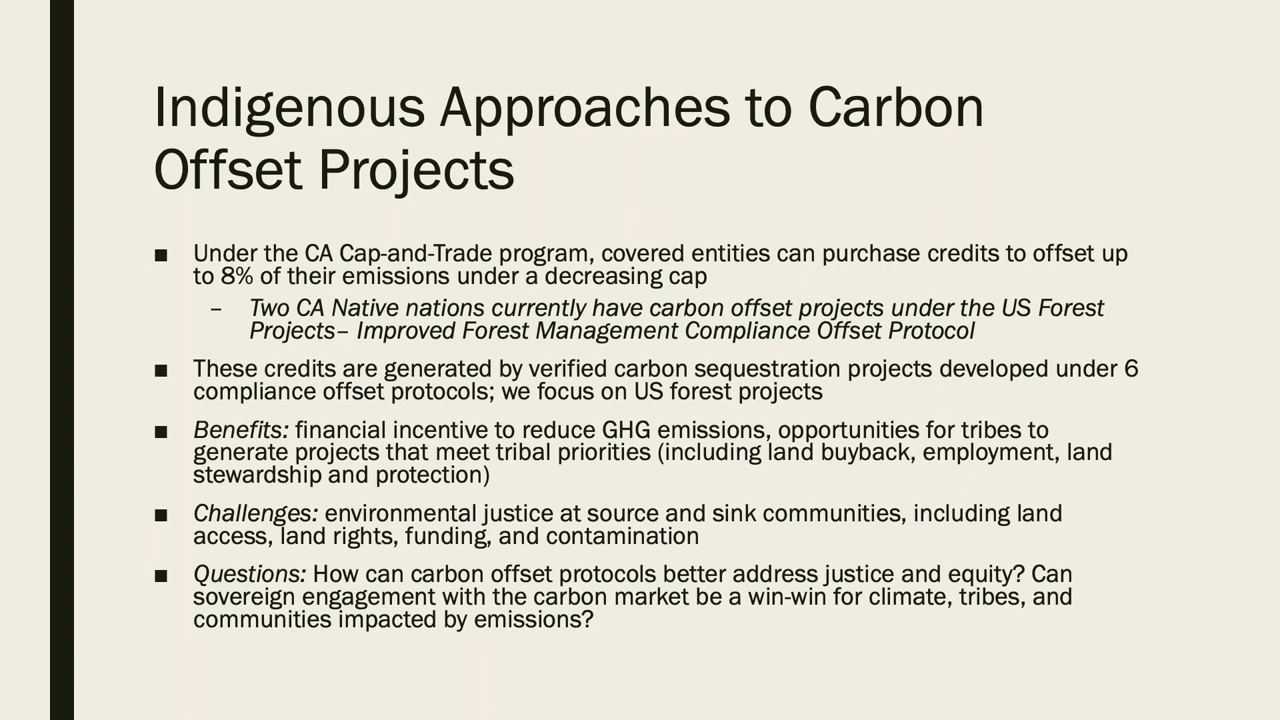 Indigenous Approaches to Carbon
Offset Projects
■ Under the CA Cap-and-Trade program, covered entities can purchase credits to offset up
to 8% of their emissions under a decreasing cap
– Two CA Native nations currently have carbon offset projects under the US Forest
Projects– Improved Forest Management Compliance Offset Protocol
■ These credits are generated by verified carbon sequestration projects developed under 6
compliance offset protocols; we focus on US forest projects
■ Benefits: financial incentive to reduce GHG emissions, opportunities for tribes to
generate projects that meet tribal priorities (including land buyback, employment, land
stewardship and protection)
■ Challenges: environmental justice at source and sink communities, including land
access, land rights, funding, and contamination
■ Questions: How can carbon offset protocols better address justice and equity? Can
sovereign engagement with the carbon market be a win-win for climate, tribes, and
communities impacted by emissions?